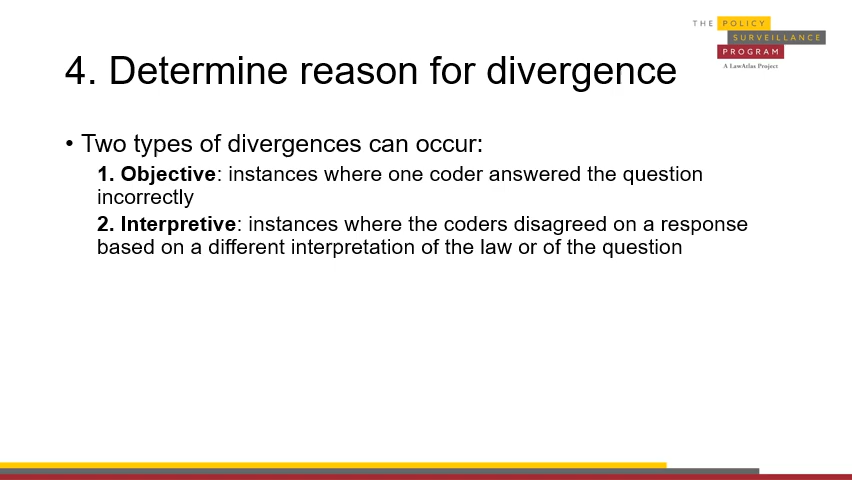 THE POLICY
SURVEILLANCE
PROGRAM
A LawAtlas Project
4. Determine reason for divergence
• Two types of divergences can occur:
1. Objective: instances where one coder answered the question
incorrectly
2. Interpretive: instances where the coders disagreed on a response
based on a different interpretation of the law or of the question